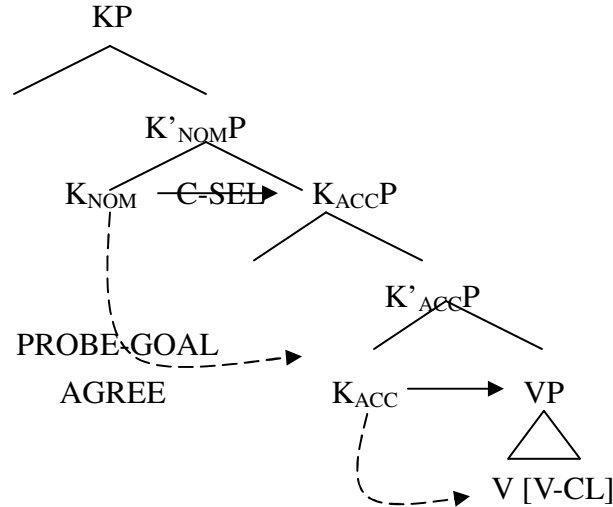 KP
K’NOMP
KNOM C-SEL KACCP
K’ACCP
PROBE-GOAL
AGREE
KACC VP
V [V-CL]